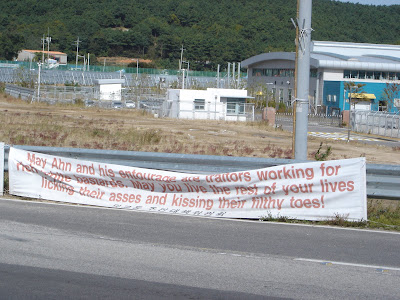 May Ahn and his entourage are traitors working for
bastards. May you live the rest of your lives
licking their asses and kissing their filthy toes!